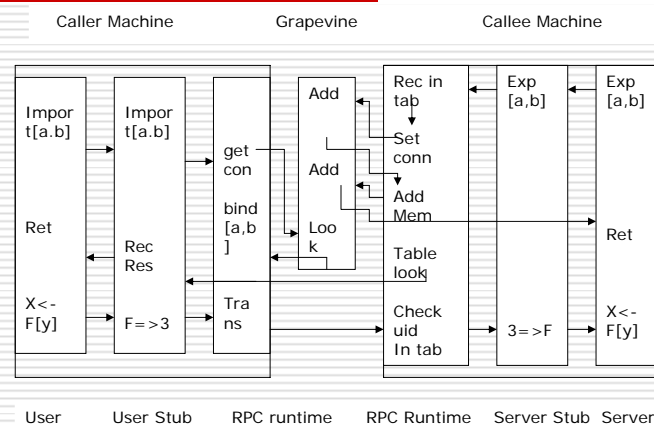 Caller Machine
Grapevine
Callee Machine
Impor
t[a.b]
Ret
X<-
F[y]
Impor
t[a.b]
Rec
Res
F=>3
get
con
bind
[a,b
]
Tra
ns
Add
Add
Loo
k
Rec in
tab
Set
conn
Add
Mem
Table
look
Check
uid
In tab
Exp
[a,b]
3=>F
Exp
[a,b]
Ret
X<-
F[y]
User
User Stub
RPC runtime
RPC Runtime
Server Stub
Server